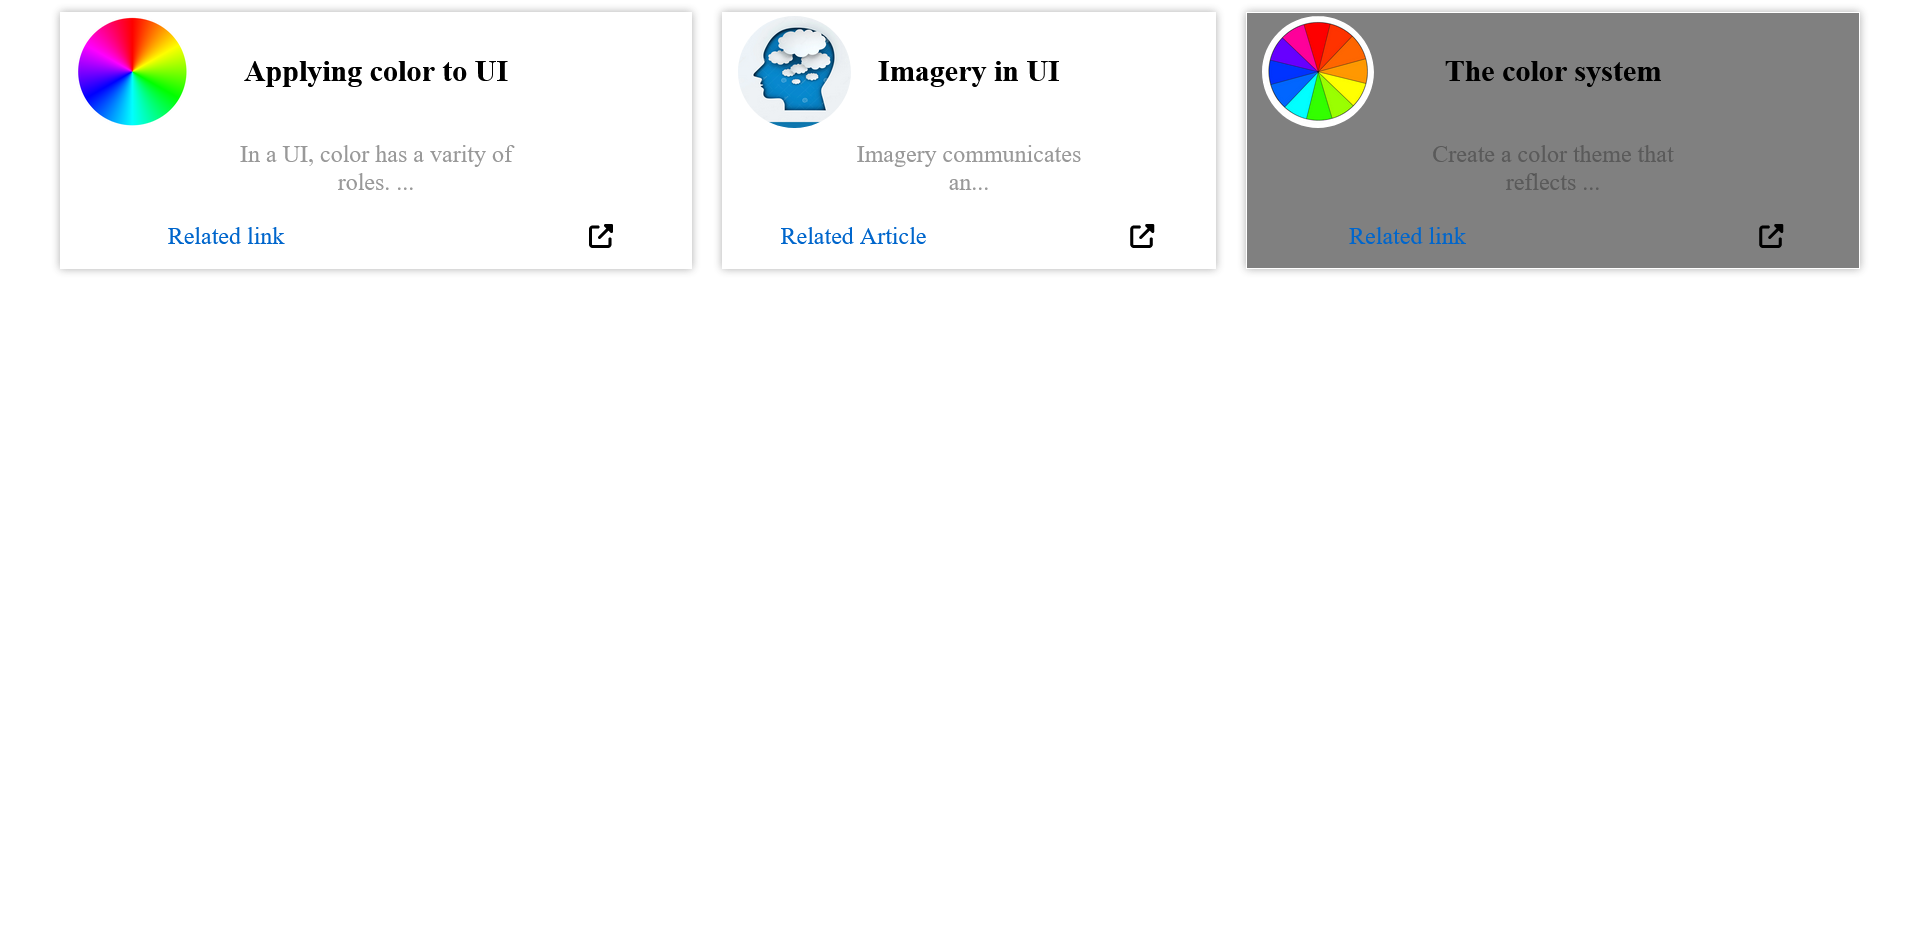 Applying color to UI
In a UI, color has a varity of
roles. ...
Related link
Imagery in UI
Imagery communicates
an...
Related Article
The color system
Create a color theme that
reflects ...
Related link